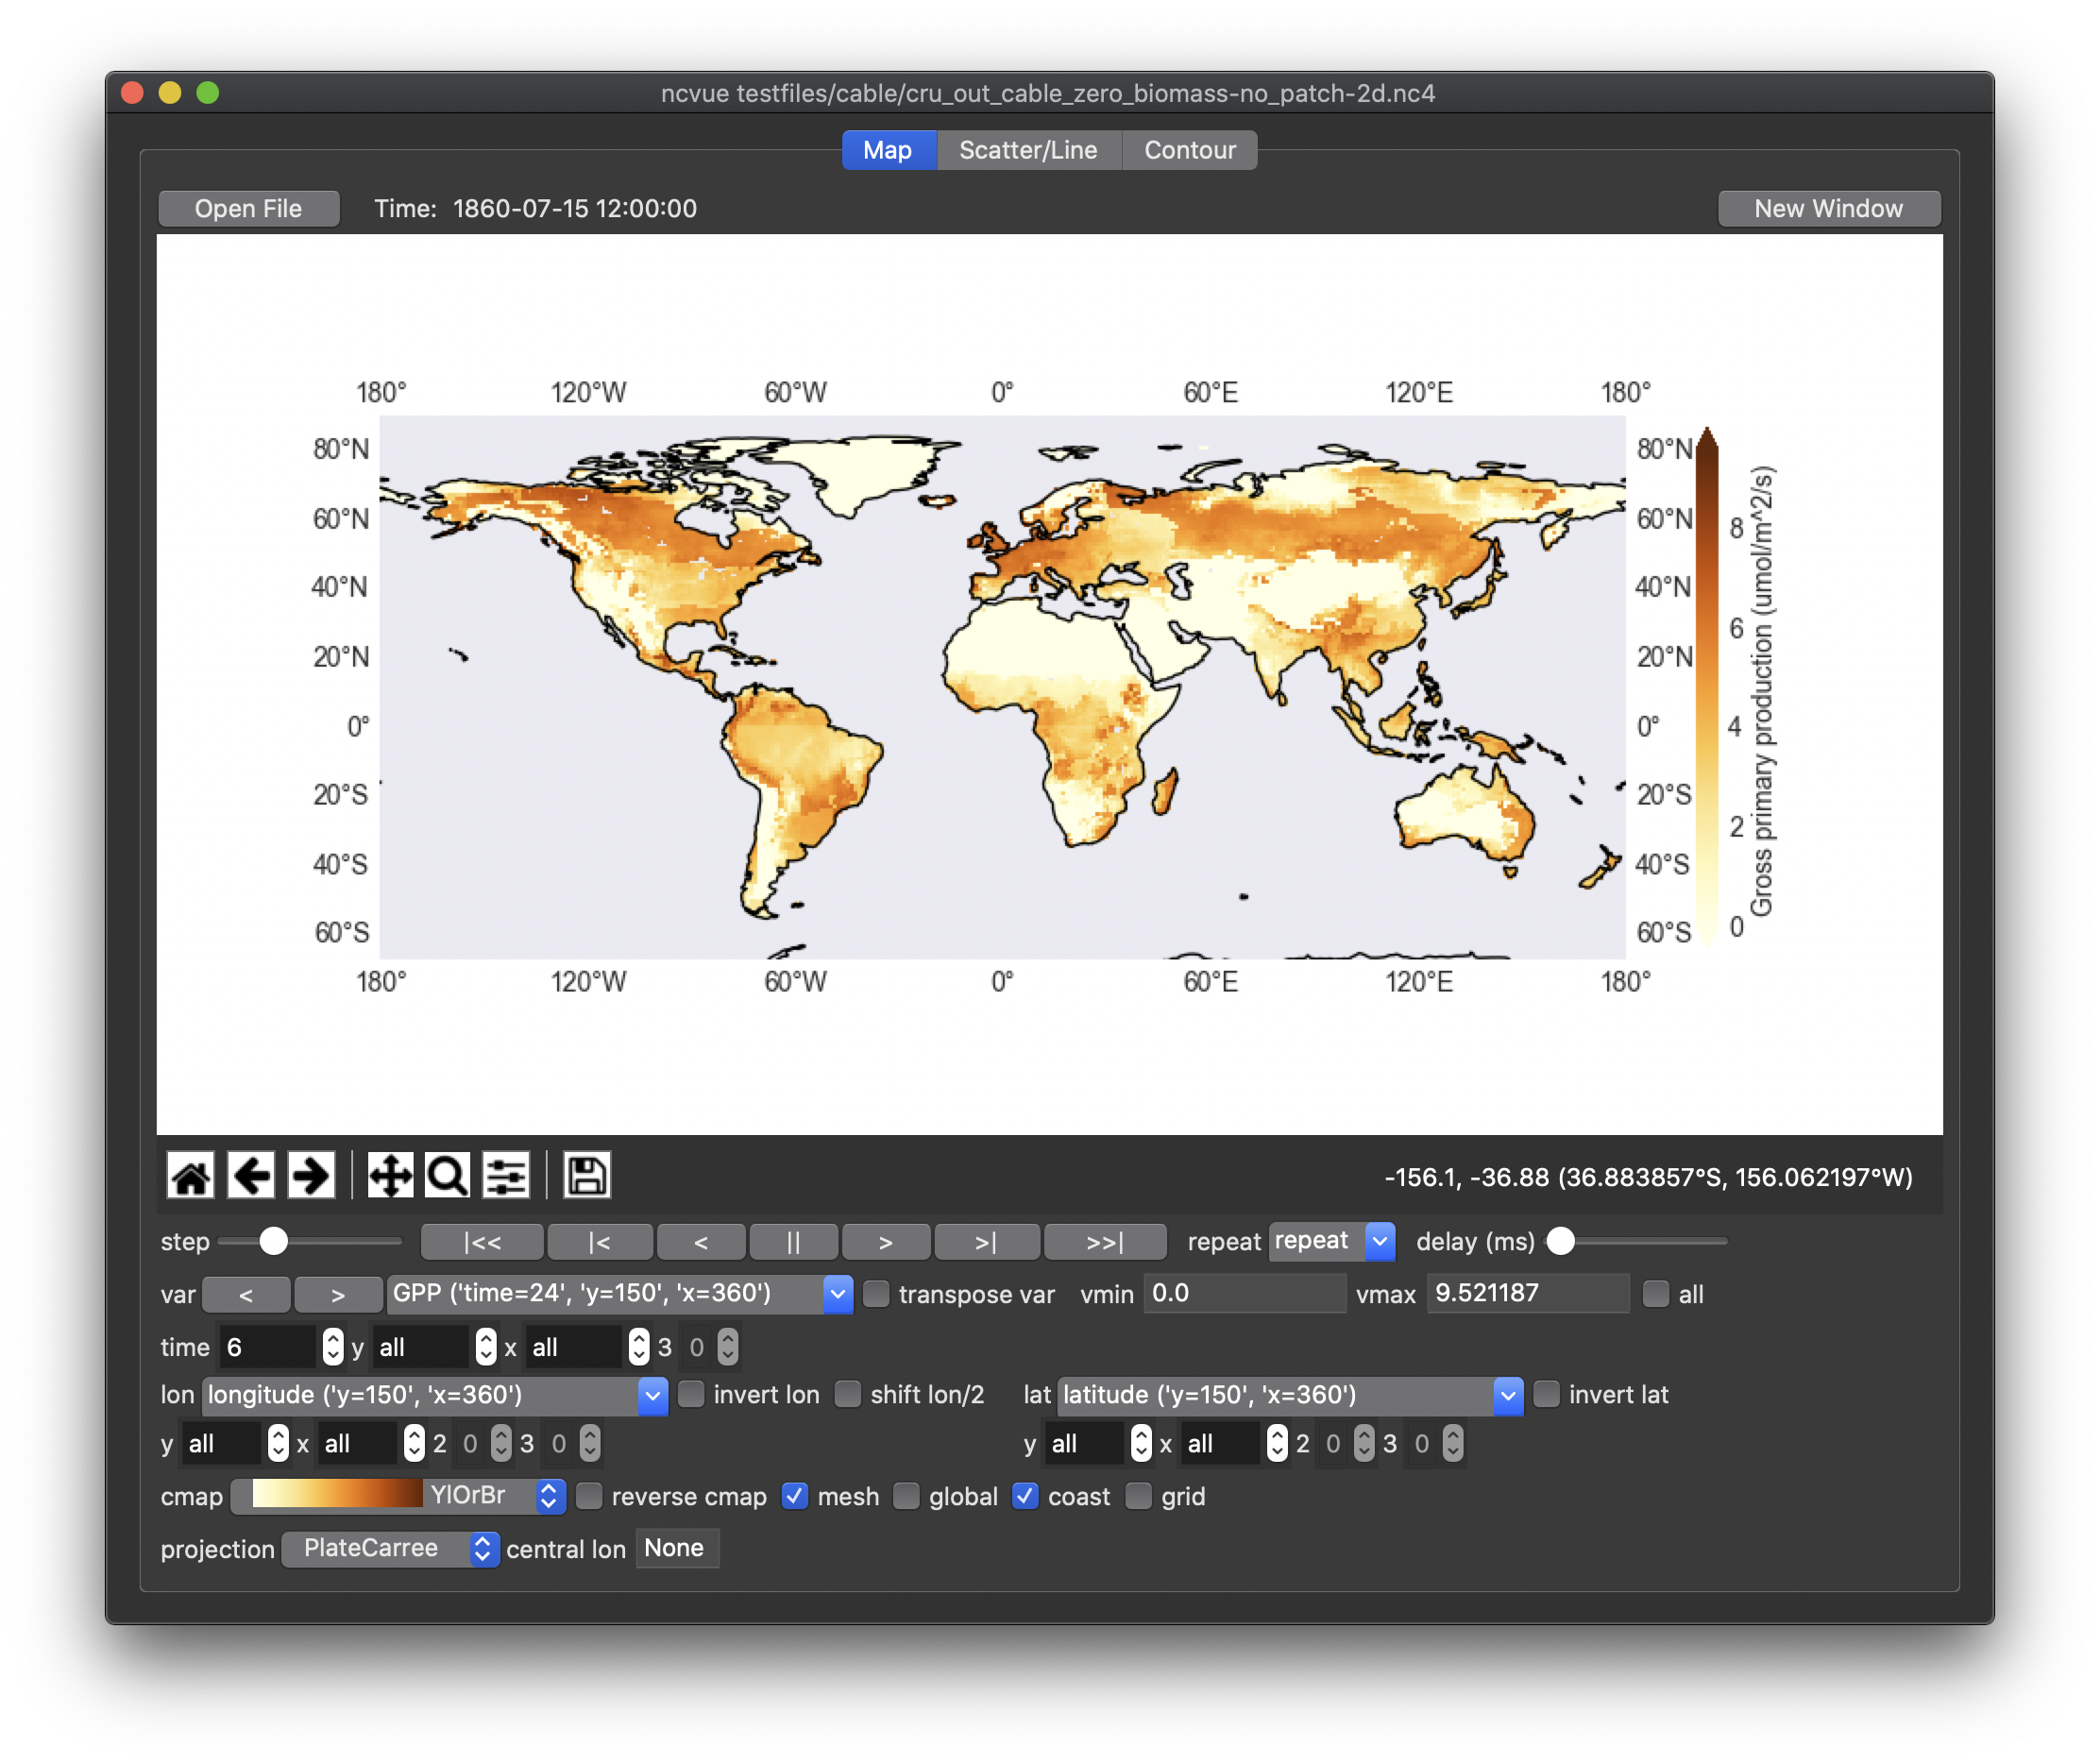 ncvue testfiles/cable/cru_out_cable_zero_biomass-no_patch-2d.nc4
Map Scatter/Line Contour
Open File Time: 1860-07-15 12:00:00 New Window
180° 120°W 60°W 0° 60°E 120°E 180°
80°N 80°N
60°N 60°N 8
40°N 40°N
20°N 20°N 6
0° 0° 4
20°S 20°S
40°S 40°S 2
60°S 60°S 0
Gross primary production (umol/m^2/s)
180° 120°W 60°W 0° 60°E 120°E 180°
-156.1, -36.88 (36.883857°S, 156.062197°W)
step |<< |< < || > >| >>| repeat repeat delay (ms)
var < > GPP ('time=24', 'y=150', 'x=360') transpose var vmin 0.0 vmax 9.521187 all
time 6 y all x all 3 0
lon longitude ('y=150', 'x=360') invert lon shift lon/2 lat latitude ('y=150', 'x=360') invert lat
y all x all 2 0 3 0 y all x all 2 0 3 0
cmap YlOrBr reverse cmap mesh global coast grid
projection PlateCarree central lon None